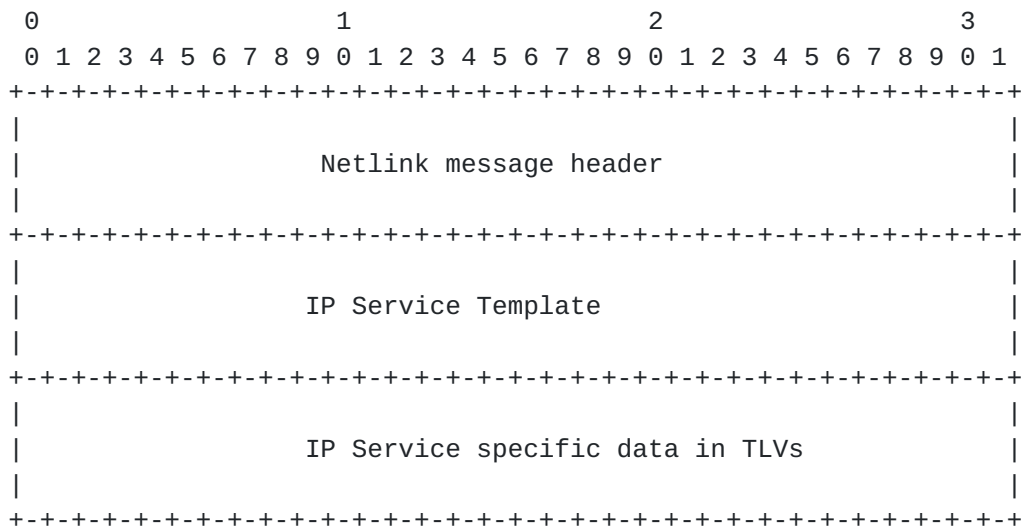 0                   1                   2                   3
 0 1 2 3 4 5 6 7 8 9 0 1 2 3 4 5 6 7 8 9 0 1 2 3 4 5 6 7 8 9 0 1
+-+-+-+-+-+-+-+-+-+-+-+-+-+-+-+-+-+-+-+-+-+-+-+-+-+-+-+-+-+-+-+-+
|                                                               |
|                   Netlink message header                      |
|                                                               |
+-+-+-+-+-+-+-+-+-+-+-+-+-+-+-+-+-+-+-+-+-+-+-+-+-+-+-+-+-+-+-+-+
|                                                               |
|                  IP Service Template                          |
|                                                               |
+-+-+-+-+-+-+-+-+-+-+-+-+-+-+-+-+-+-+-+-+-+-+-+-+-+-+-+-+-+-+-+-+
|                                                               |
|                  IP Service specific data in TLVs             |
|                                                               |
+-+-+-+-+-+-+-+-+-+-+-+-+-+-+-+-+-+-+-+-+-+-+-+-+-+-+-+-+-+-+-+-+